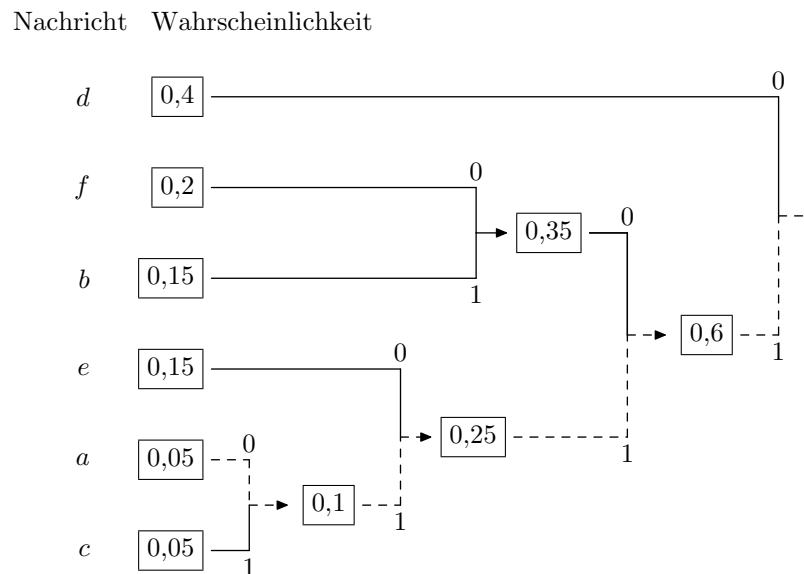 Nachricht Wahrscheinlichkeit
0
d 0,4
0
f 0,2
0,35 0
b 0,15
1
0,6
1
e 0,15 0
0,25
1
a 0,05 0
0,1
1
c 0,05
1